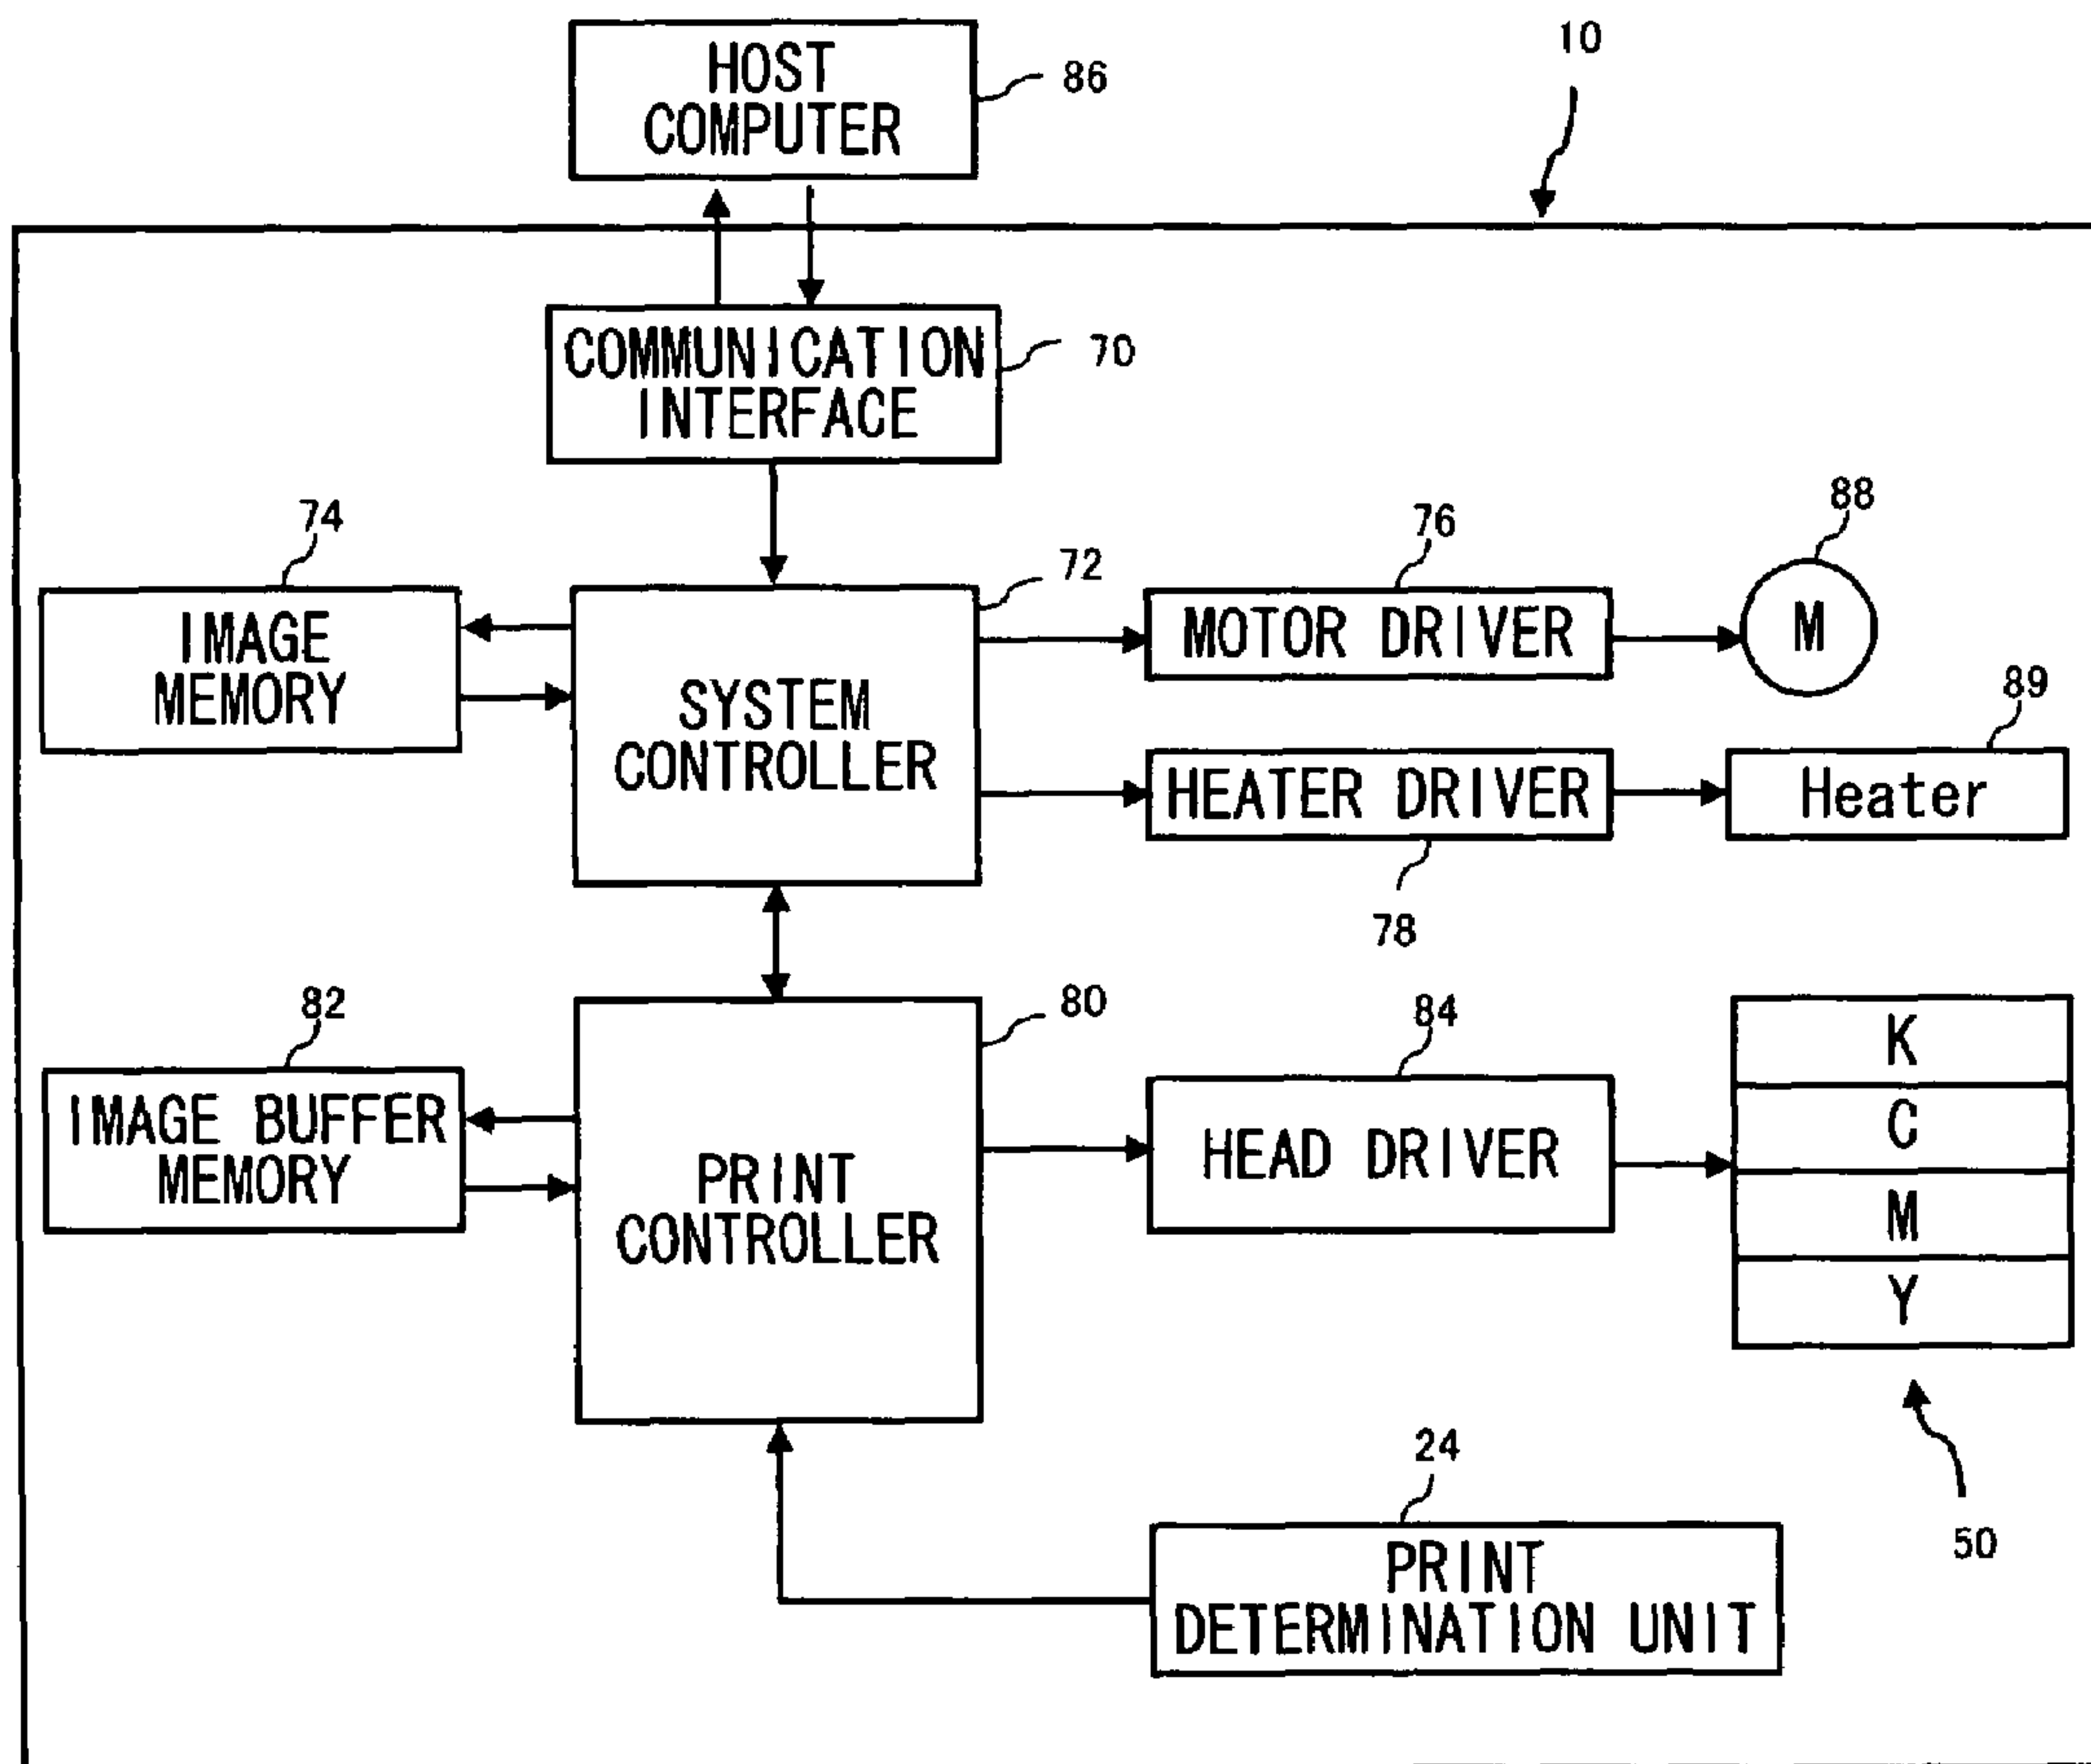 10
HOST
COMPUTER
86
COMMUNICATION
INTERFACE
70
74
IMAGE
MEMORY
72
SYSTEM
CONTROLLER
76
MOTOR DRIVER
88
M
89
HEATER DRIVER
Heater
78
82
IMAGE BUFFER
MEMORY
80
PRINT
CONTROLLER
84
HEAD DRIVER
K
C
M
Y
50
24
PRINT
DETERMINATION UNIT